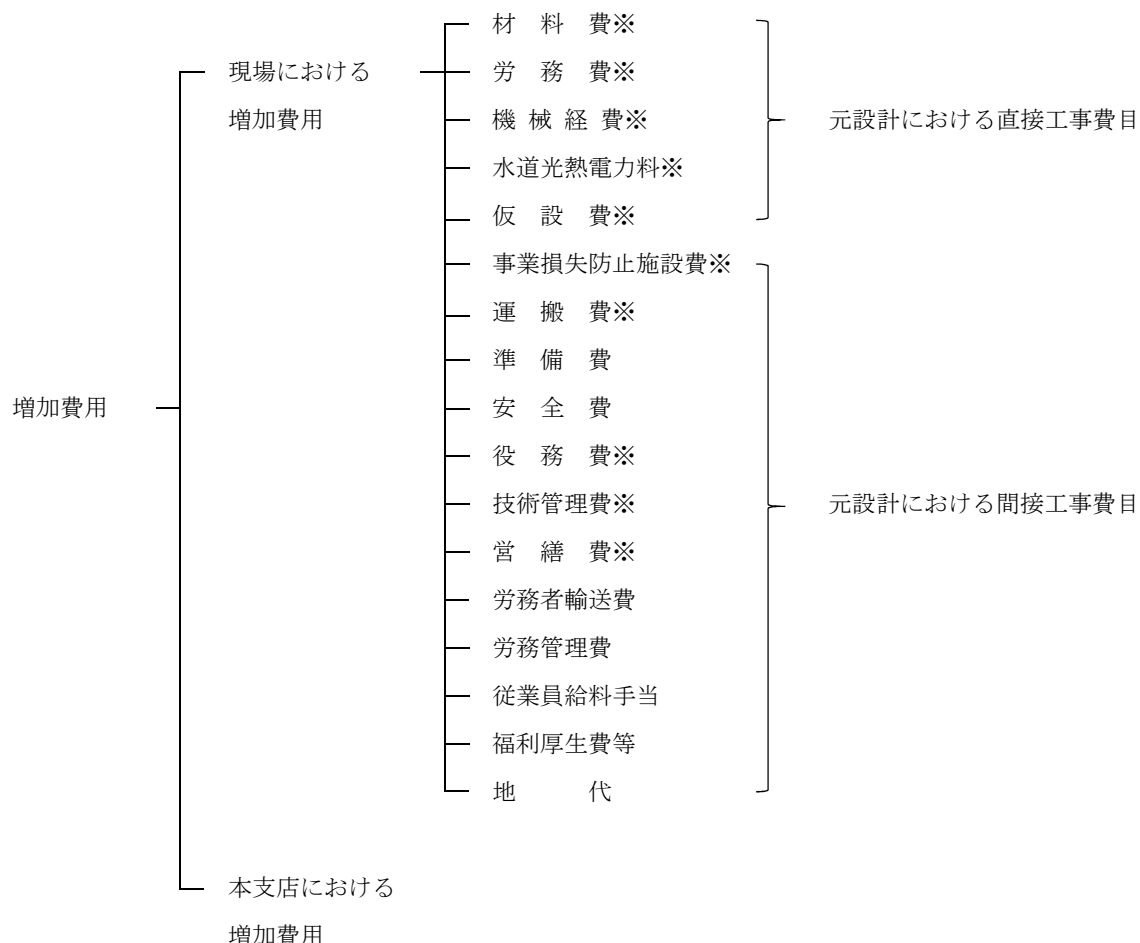 材料費※
現場における
労務費※
増加費用
機械経費※
元設計における直接工事費目
水道光熱電力料※
仮設費※
事業損失防止施設費※
運搬費※
準備費
増加費用
安全費
役務費※
技術管理費※
元設計における間接工事費目
営繕費※
労務者輸送費
労務管理費
従業員給料手当
福利厚生費等
地代
本支店における
増加費用